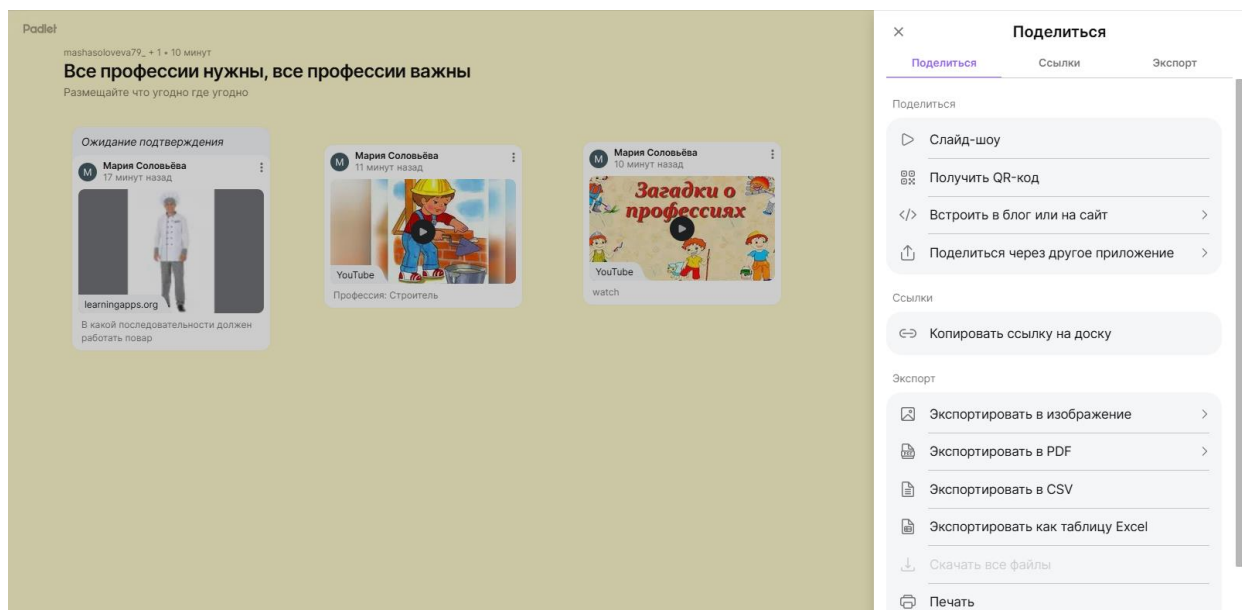 Padlet
mashasoloveva79_ + 1 • 10 минут
Все профессии нужны, все профессии важны
Размещайте что угодно где угодно
Ожидание подтверждения
М
Мария Соловьёва
17 минут назад
learningapps.org
В какой последовательности должен
работать повар
М
Мария Соловьёва
11 минут назад
YouTube
Профессия: Строитель
М
Мария Соловьёва
10 минут назад
Загадки о
профессиях
YouTube
watch
Поделиться
Поделиться Ссылки Экспорт
Поделиться
Слайд-шоу
Получить QR-код
Встроить в блог или на сайт
Поделиться через другое приложение
Ссылки
Копировать ссылку на доску
Экспорт
Экспортировать в изображение
Экспортировать в PDF
Экспортировать в CSV
Экспортировать как таблицу Excel
Скачать все файлы
Печать